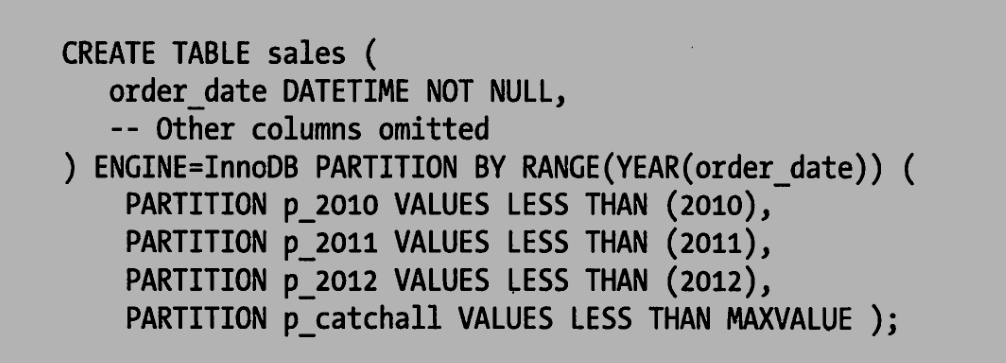 CREATE TABLE sales (
order_date DATETIME NOT NULL,
-- Other columns omitted
) ENGINE=InnoDB PARTITION BY RANGE(YEAR(order_date)) (
PARTITION p_2010 VALUES LESS THAN (2010),
PARTITION p_2011 VALUES LESS THAN (2011),
PARTITION p_2012 VALUES LESS THAN (2012),
PARTITION p_catchall VALUES LESS THAN MAXVALUE );